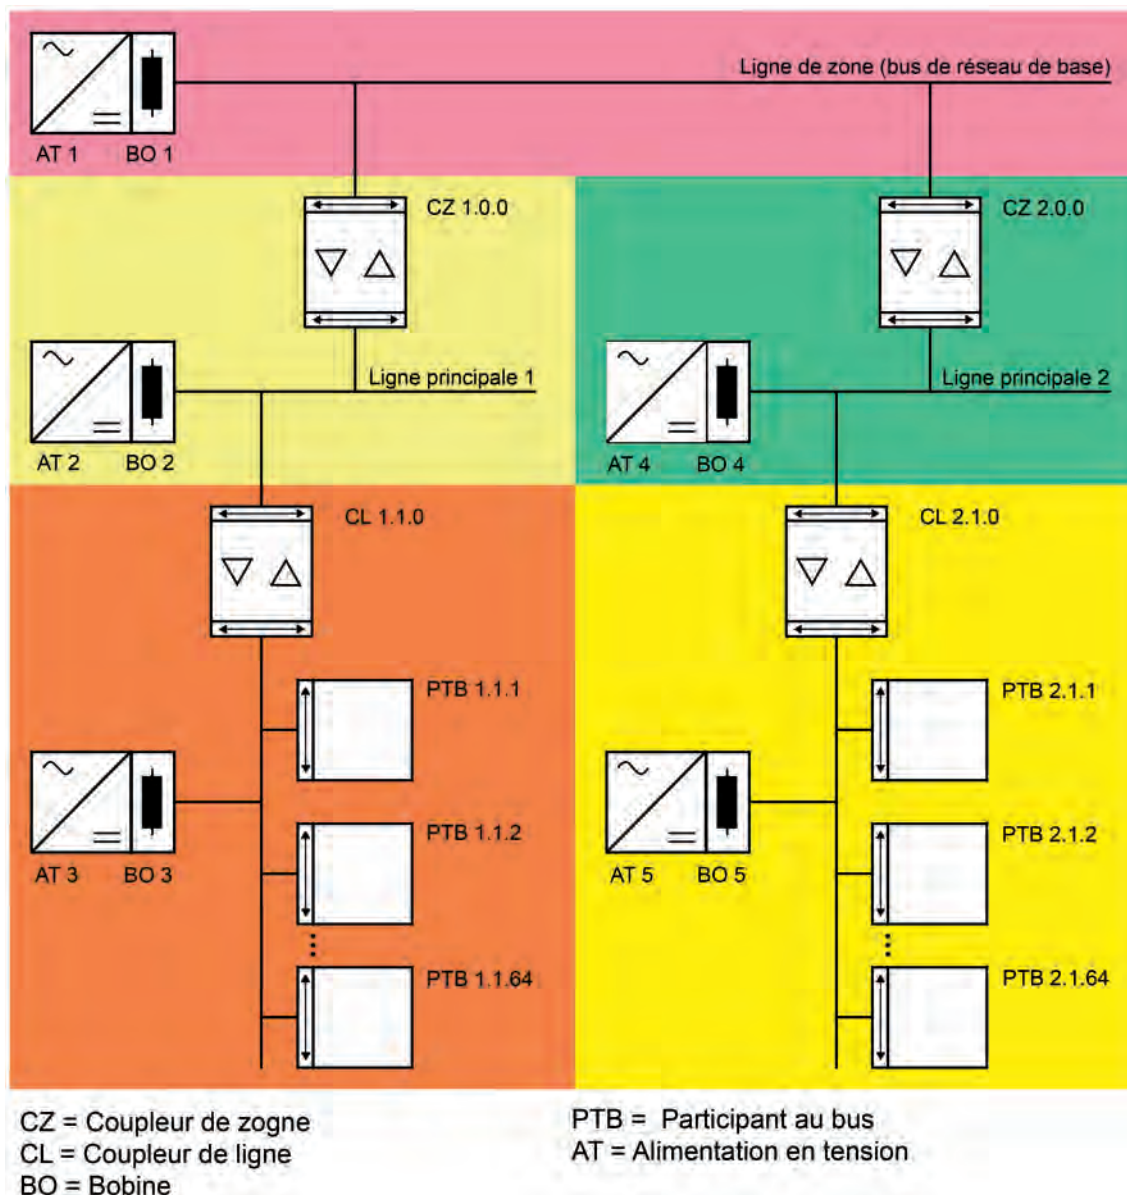 Ligne de zone (bus de réseau de base)
AT 1 BO 1
CZ 1.0.0
CZ 2.0.0
Ligne principale 1
Ligne principale 2
AT 2 BO 2
AT 4 BO 4
CL 1.1.0
CL 2.1.0
PTB 1.1.1
PTB 2.1.1
PTB 1.1.2
PTB 2.1.2
AT 3 BO 3
AT 5 BO 5
PTB 1.1.64
PTB 2.1.64
CZ = Coupleur de zogne
CL = Coupleur de ligne
BO = Bobine
PTB = Participant au bus
AT = Alimentation en tension